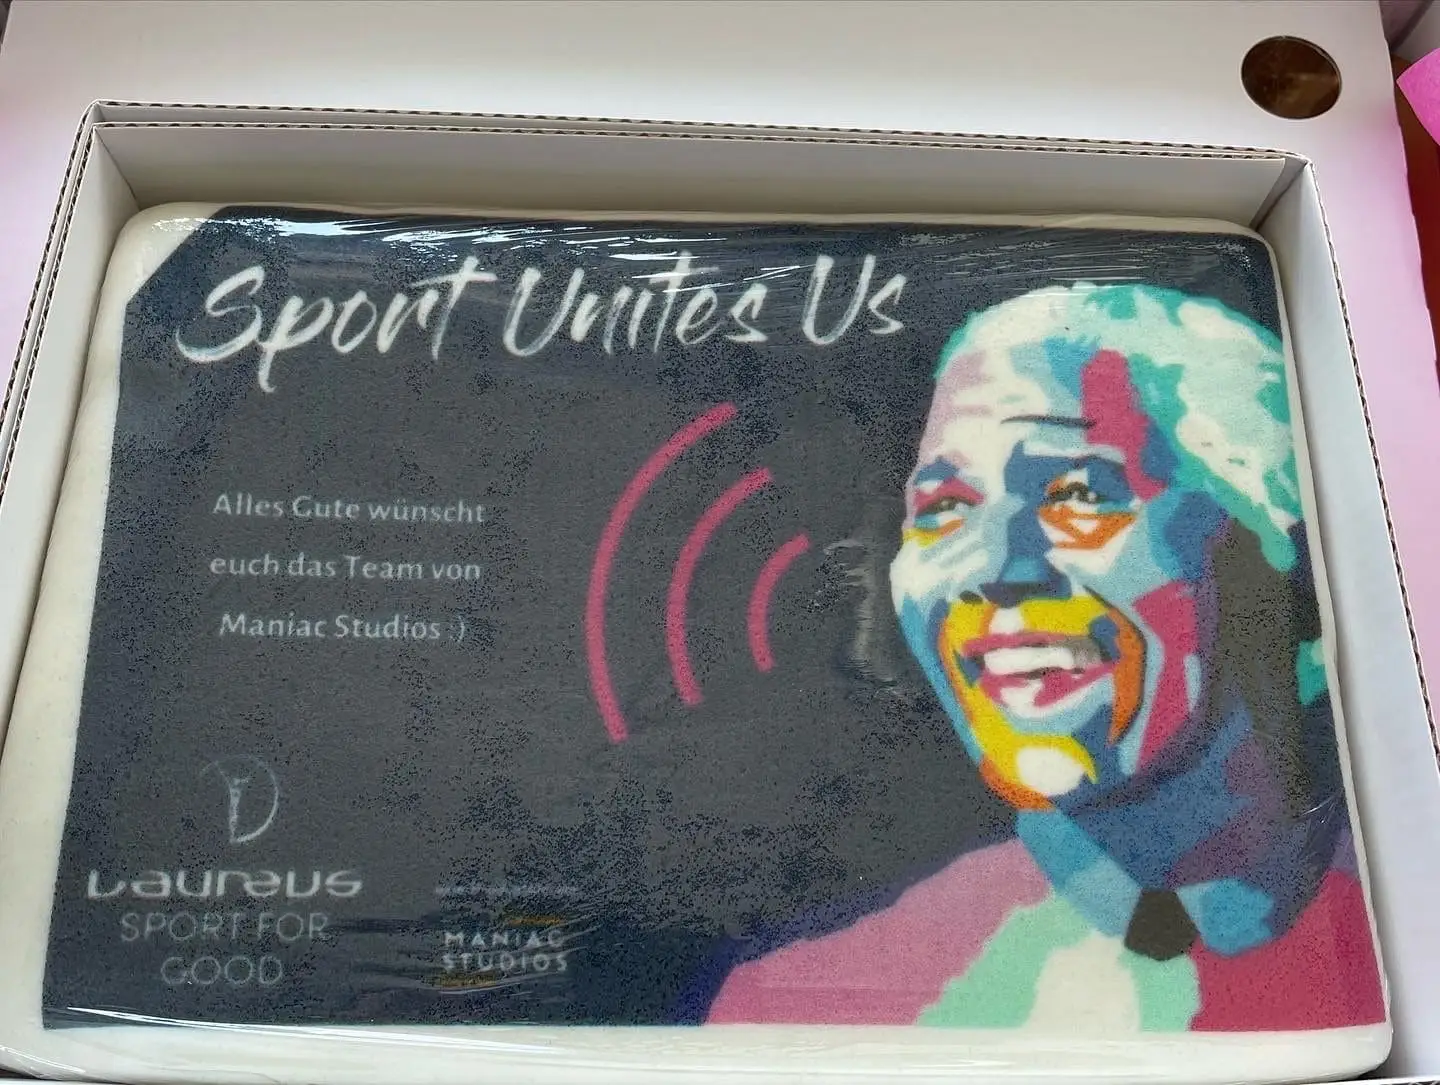 Sport Unites Us
Alles Gute wünscht
euch das Team von
Maniac Studios :)
LAUREUS
SPORT FOR
GOOD
MANIAC
STUDIOS